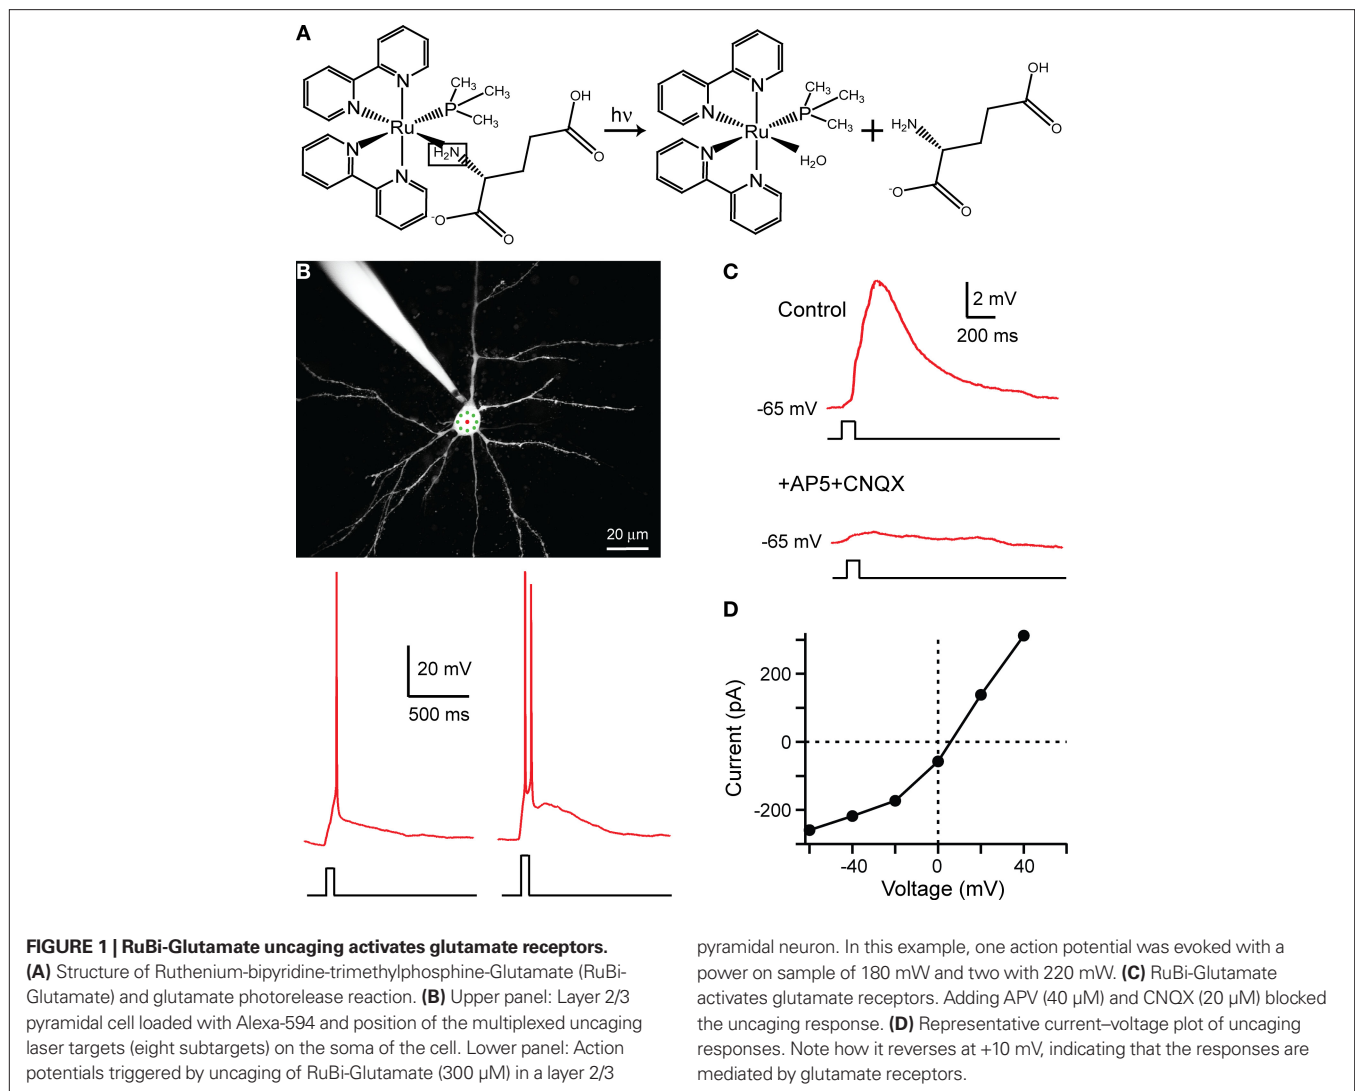 A
N
N
N
N
Ru
P
CH₃
CH₃
CH₃
H₂N
OH
O
⁻O
O
hν
N
N
N
N
Ru
P
CH₃
CH₃
CH₃
H₂O
+
H₂N
OH
O
⁻O
O
B
20 µm
20 mV
500 ms
C
Control
2 mV
200 ms
-65 mV
+AP5+CNQX
-65 mV
D
Current (pA)
200
0
-200
-40
0
40
Voltage (mV)
FIGURE 1 | RuBi-Glutamate uncaging activates glutamate receptors.
(A) Structure of Ruthenium-bipyridine-trimethylphosphine-Glutamate (RuBi-
Glutamate) and glutamate photorelease reaction. (B) Upper panel: Layer 2/3
pyramidal cell loaded with Alexa-594 and position of the multiplexed uncaging
laser targets (eight subtargets) on the soma of the cell. Lower panel: Action
potentials triggered by uncaging of RuBi-Glutamate (300 µM) in a layer 2/3
pyramidal neuron. In this example, one action potential was evoked with a
power on sample of 180 mW and two with 220 mW. (C) RuBi-Glutamate
activates glutamate receptors. Adding APV (40 µM) and CNQX (20 µM) blocked
the uncaging response. (D) Representative current–voltage plot of uncaging
responses. Note how it reverses at +10 mV, indicating that the responses are
mediated by glutamate receptors.